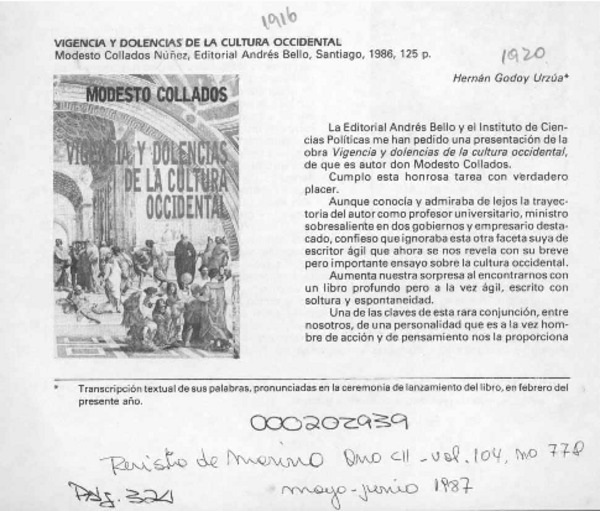 1916
VIGENCIA Y DOLENCIAS DE LA CULTURA OCCIDENTAL
Modesto Collados Núñez, Editorial Andrés Bello, Santiago, 1986, 125 p.
1920
Hernán Godoy Urzúa*
MODESTO COLLADOS
VIGENCIA Y DOLENCIAS
DE LA CULTURA
OCCIDENTAL
La Editorial Andrés Bello y el Instituto de Cien-
cias Políticas me han pedido una presentación de la
obra Vigencia y dolencias de la cultura occidental,
de que es autor don Modesto Collados.
Cumplo esta honrosa tarea con verdadero
placer.
Aunque conocía y admiraba de lejos la trayec-
toria del autor como profesor universitario, ministro
sobresaliente en dos gobiernos y empresario desta-
cado, confieso que ignoraba esta otra faceta suya de
escritor ágil que ahora se nos revela con su breve
pero importante ensayo sobre la cultura occidental.
Aumenta nuestra sorpresa al encontrarnos con
un libro profundo pero a la vez ágil, escrito con
soltura y espontaneidad.
Una de las claves de esta rara conjunción, entre
nosotros, de una personalidad que es a la vez hom-
bre de acción y de pensamiento nos la proporciona
* Transcripción textual de sus palabras, pronunciadas en la ceremonia de lanzamiento del libro, en febrero del
presente año.
000202939
Revista de Marina Año CII - vol. 104, no 778
Pág. 324 mayo-junio 1987